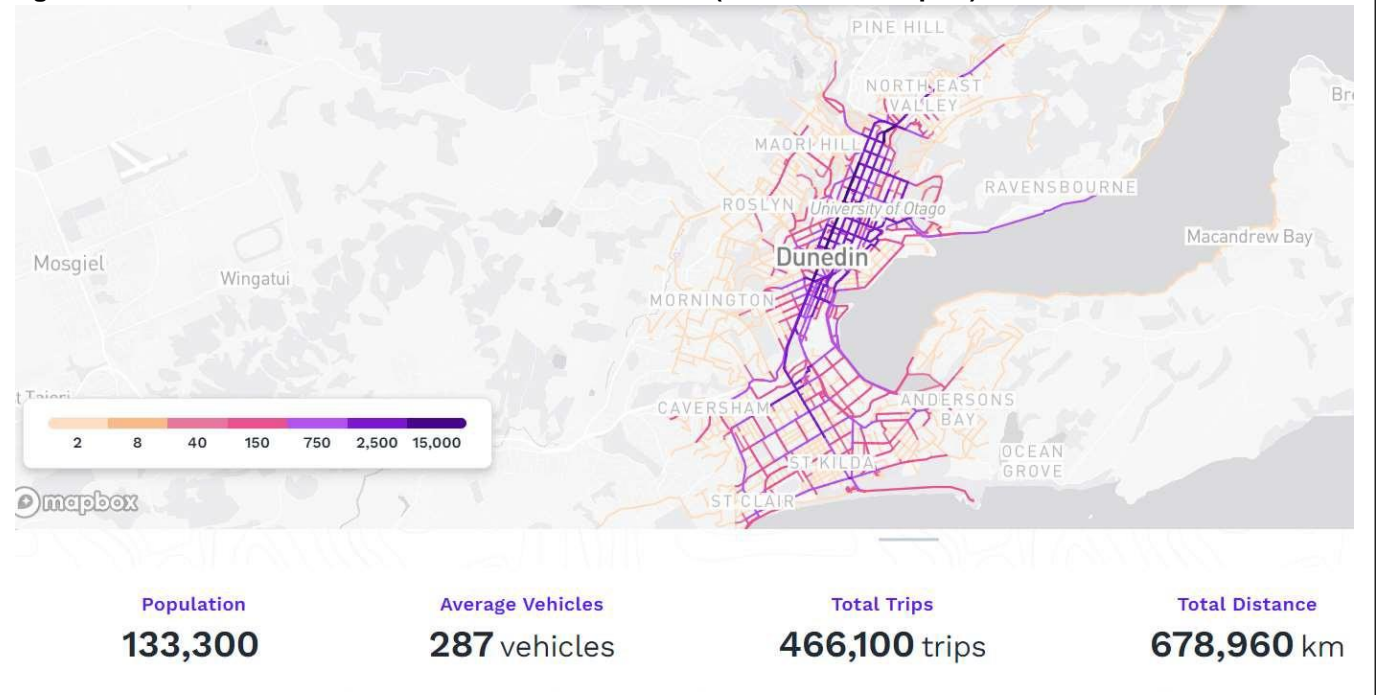 PINE HILL
NORTH EAST
VALLEY
MAORI HILL
RAVENSBOURNE
ROSLYN
University of Otago
Macandrew Bay
Dunedin
Mosgiel
Wingatui
MORNINGTON
CAVERSHAM
ANDERSONS
BAY
OCEAN
GROVE
ST KILDA
ST CLAIR
2 8 40 150 750 2,500 15,000
mapbox
Population Average Vehicles Total Trips Total Distance
133,300 287 vehicles 466,100 trips 678,960 km